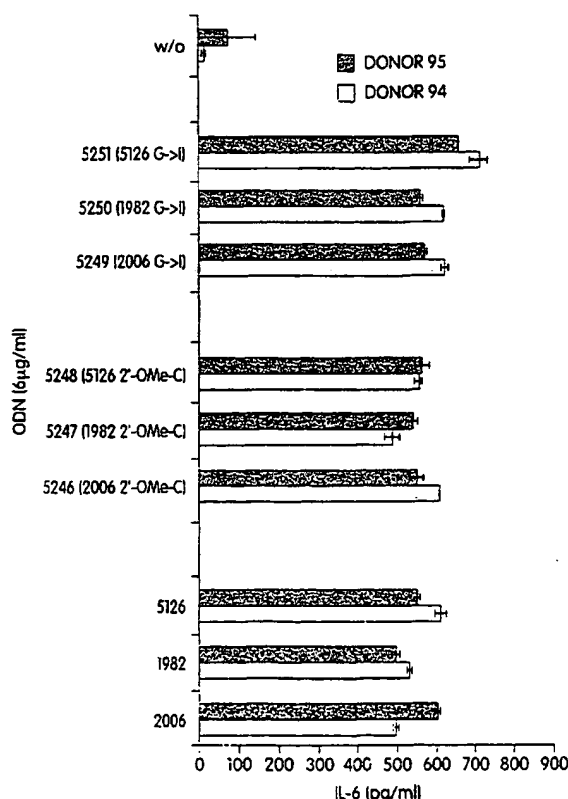 w/o
DONOR 95
DONOR 94
5251 (5126 G->I)
5250 (1982 G->I)
5249 (2006 G->I)
5248 (5126 2'-OMe-C)
5247 (1982 2'-OMe-C)
5246 (2006 2'-OMe-C)
5126
1982
2006
ODN (6µg/ml)
0 100 200 300 400 500 600 700 800 900
IL-6 (pg/ml)